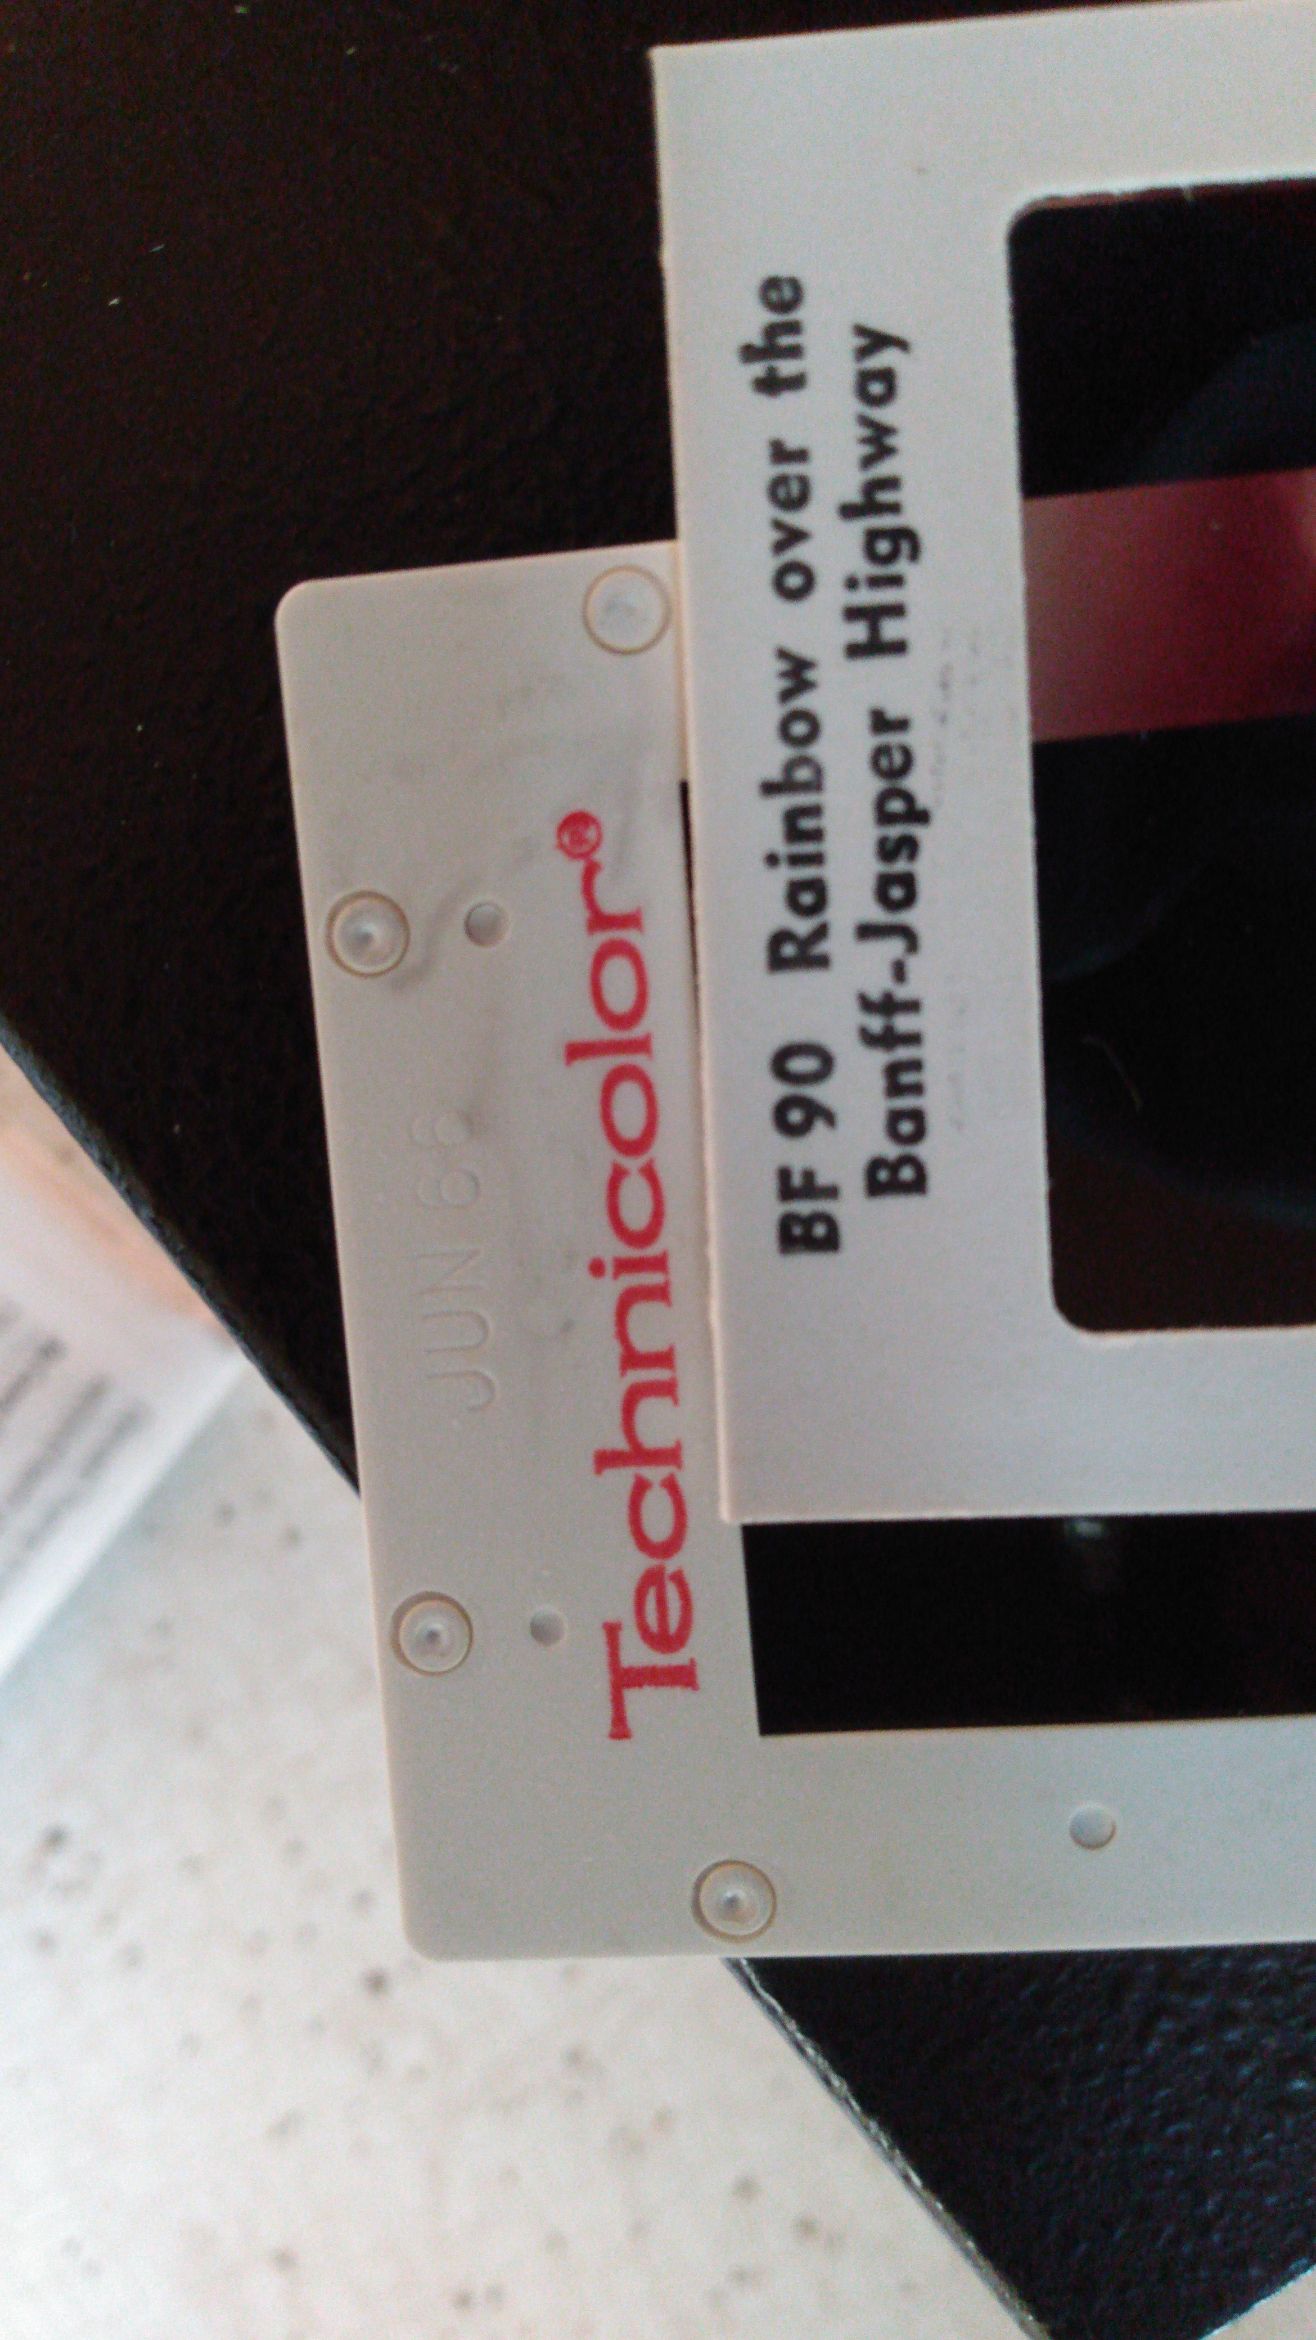 JUN 66
Technicolor®
BF 90 Rainbow over the
Banff-Jasper Highway